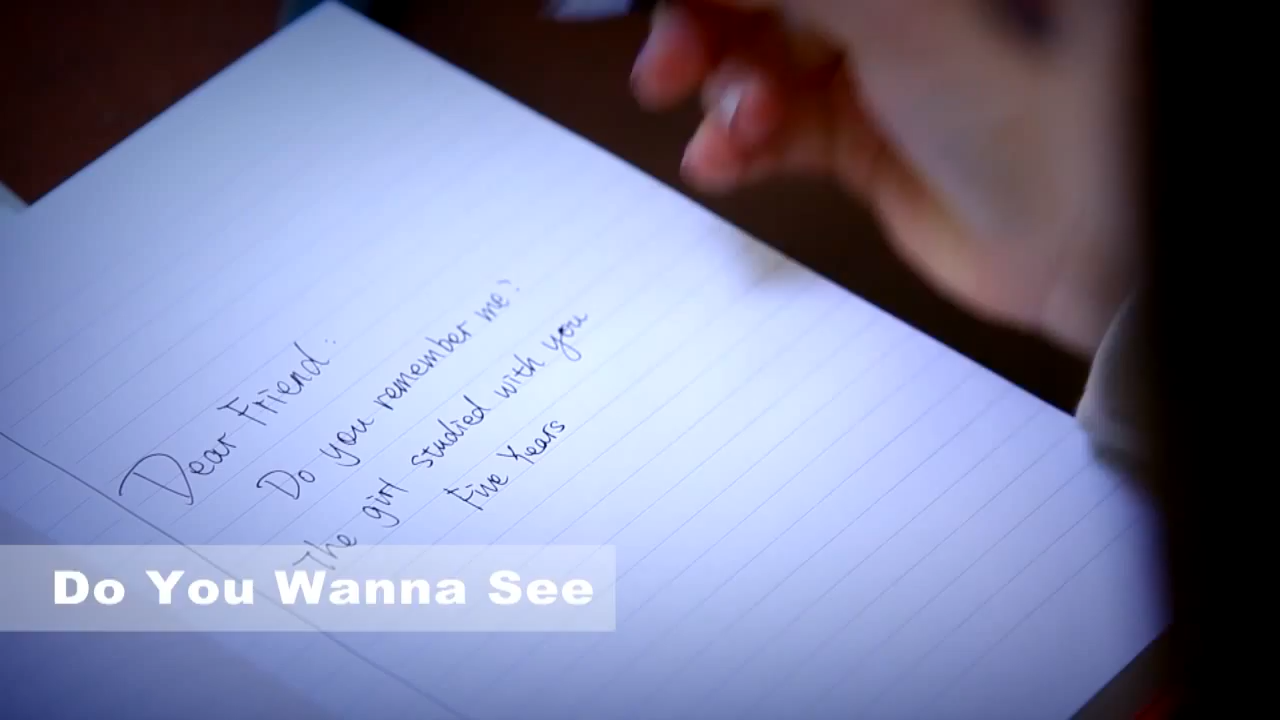 Dear Friend:
Do you remember me?
The girl studied with you
Five Years
Do You Wanna See